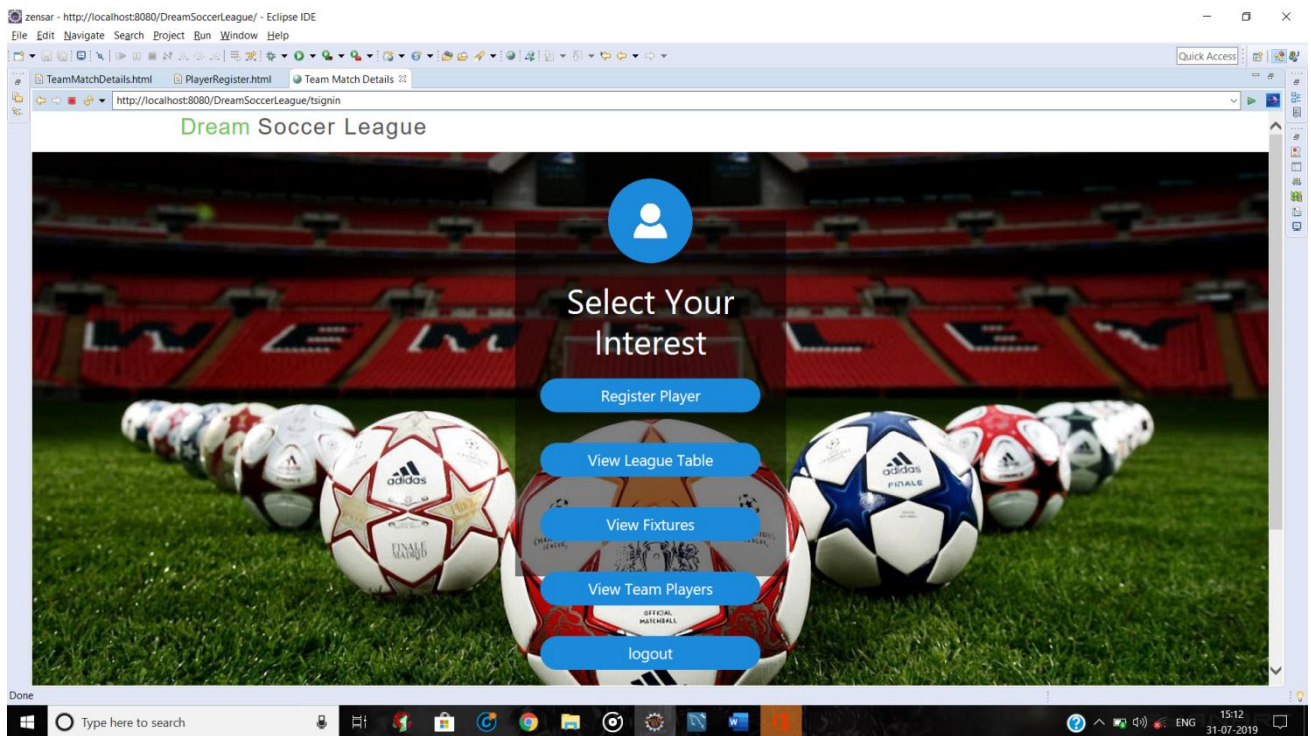 zensar - http://localhost:8080/DreamSoccerLeague/ - Eclipse IDE
File Edit Navigate Search Project Run Window Help
Quick Access
TeamMatchDetails.html PlayerRegister.html Team Match Details
http://localhost:8080/DreamSoccerLeague/tsignin
Dream Soccer League
Select Your
Interest
WEMBLEY
Register Player
View League Table
adidas
adidas
FINALE
View Fixtures
FINALE
MADRID
View Team Players
OFFICIAL
MATCHBALL
logout
Done
Type here to search
ENG
15:12
31-07-2019